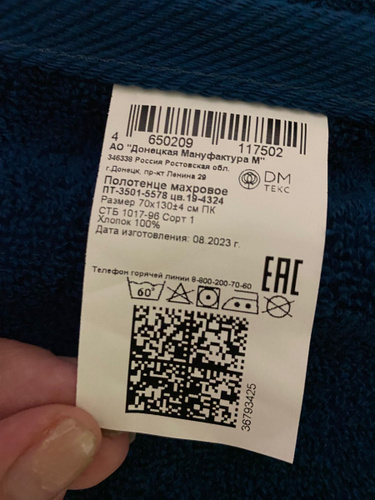 4 650209 117502
АО "Донецкая Мануфактура М"
346338 Россия Ростовская обл.
г.Донецк, пр-кт Ленина 29
DM
ТЕКС
Полотенце махровое
ПТ-3501-5578 цв.19-4324
Размер 70х130±4 см ПК
СТБ 1017-96 Сорт 1
Хлопок 100%
Дата изготовления: 08.2023 г.
Телефон горячей линии 8-800-200-70-60
EAC
60°
36793425